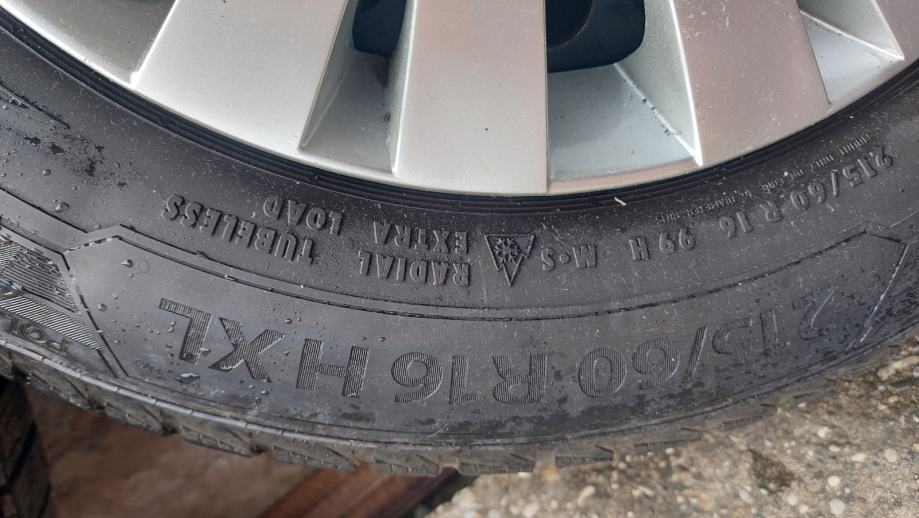 215/60 R 16 99 H M+S
RADIAL TUBELESS
EXTRA LOAD
215/60 R16 H XL